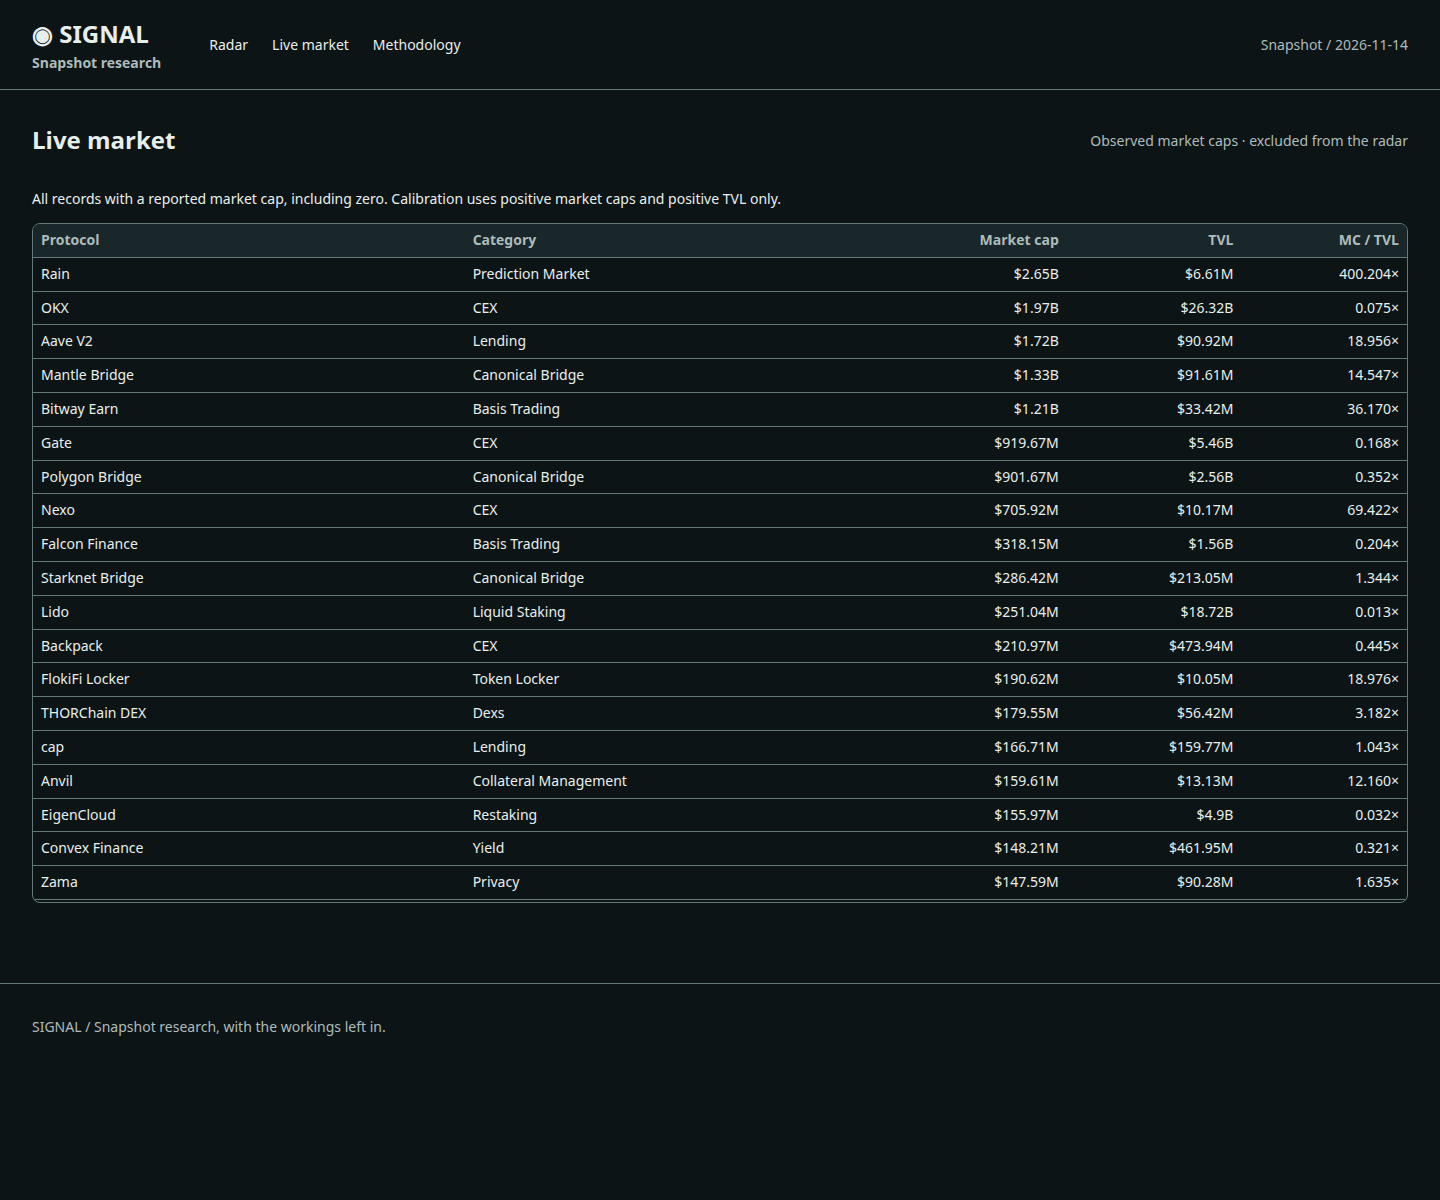 ◉ SIGNAL
Snapshot research
Radar Live market Methodology
Snapshot / 2026-11-14
Live market
Observed market caps · excluded from the radar
All records with a reported market cap, including zero. Calibration uses positive market caps and positive TVL only.
Protocol Category Market cap TVL MC / TVL
Rain Prediction Market $2.65B $6.61M 400.204×
OKX CEX $1.97B $26.32B 0.075×
Aave V2 Lending $1.72B $90.92M 18.956×
Mantle Bridge Canonical Bridge $1.33B $91.61M 14.547×
Bitway Earn Basis Trading $1.21B $33.42M 36.170×
Gate CEX $919.67M $5.46B 0.168×
Polygon Bridge Canonical Bridge $901.67M $2.56B 0.352×
Nexo CEX $705.92M $10.17M 69.422×
Falcon Finance Basis Trading $318.15M $1.56B 0.204×
Starknet Bridge Canonical Bridge $286.42M $213.05M 1.344×
Lido Liquid Staking $251.04M $18.72B 0.013×
Backpack CEX $210.97M $473.94M 0.445×
FlokiFi Locker Token Locker $190.62M $10.05M 18.976×
THORChain DEX Dexs $179.55M $56.42M 3.182×
cap Lending $166.71M $159.77M 1.043×
Anvil Collateral Management $159.61M $13.13M 12.160×
EigenCloud Restaking $155.97M $4.9B 0.032×
Convex Finance Yield $148.21M $461.95M 0.321×
Zama Privacy $147.59M $90.28M 1.635×
SIGNAL / Snapshot research, with the workings left in.